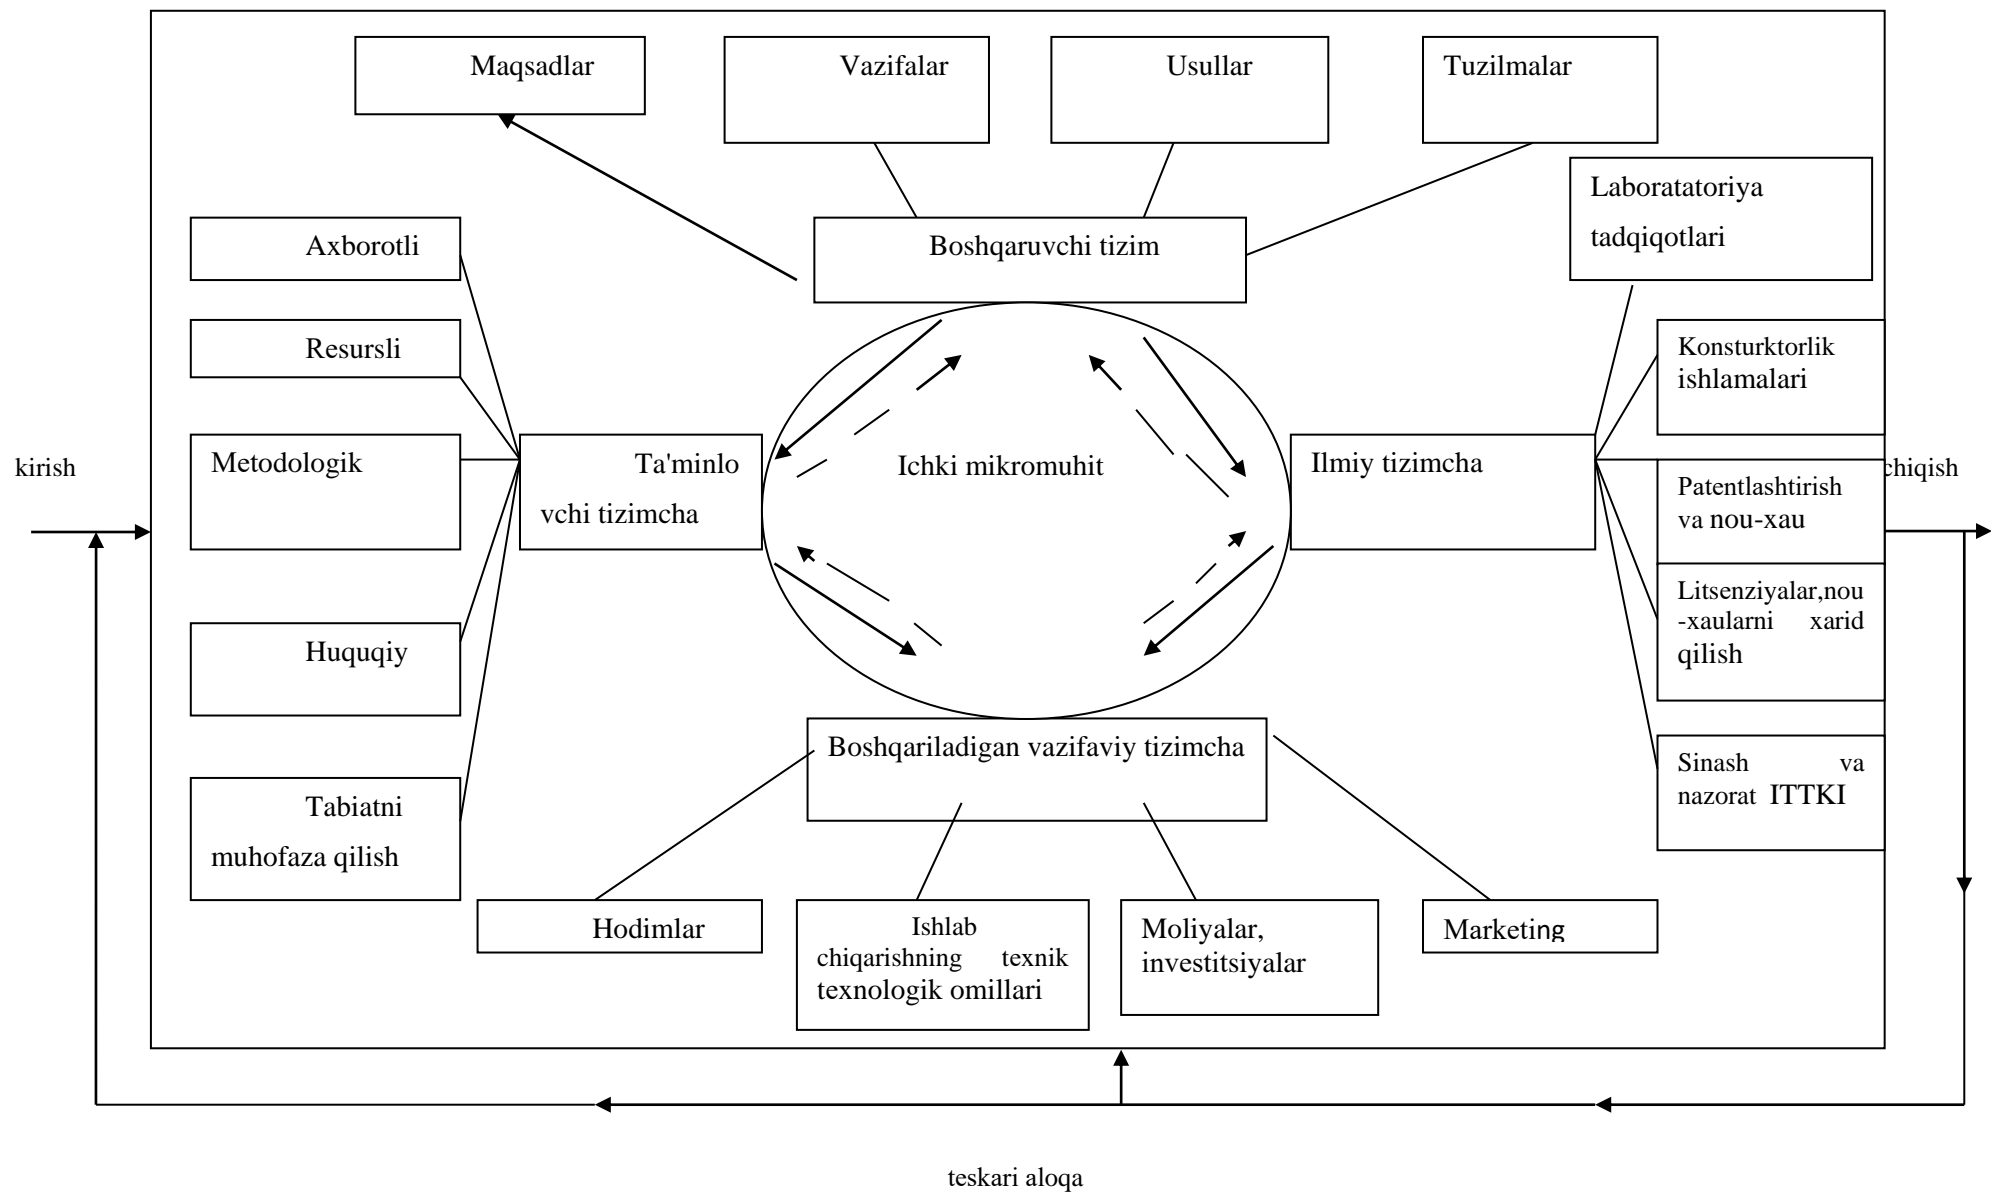 Maqsadlar
Vazifalar
Usullar
Tuzilmalar
Laboratatoriya
tadqiqotlari
Axborotli
Boshqaruvchi tizim
Resursli
Konsturktorlik
ishlamalari
Metodologik
Ta'minlo
vchi tizimcha
Ichki mikromuhit
Ilmiy tizimcha
kirish
chiqish
Patentlashtirish
va nou-xau
Litsenziyalar,nou
-xaularni xarid
qilish
Huquqiy
Boshqariladigan vazifaviy tizimcha
Sinash va
nazorat ITTKI
Tabiatni
muhofaza qilish
Hodimlar
Ishlab
chiqarishning texnik
texnologik omillari
Moliyalar,
investitsiyalar
Marketing
teskari aloqa